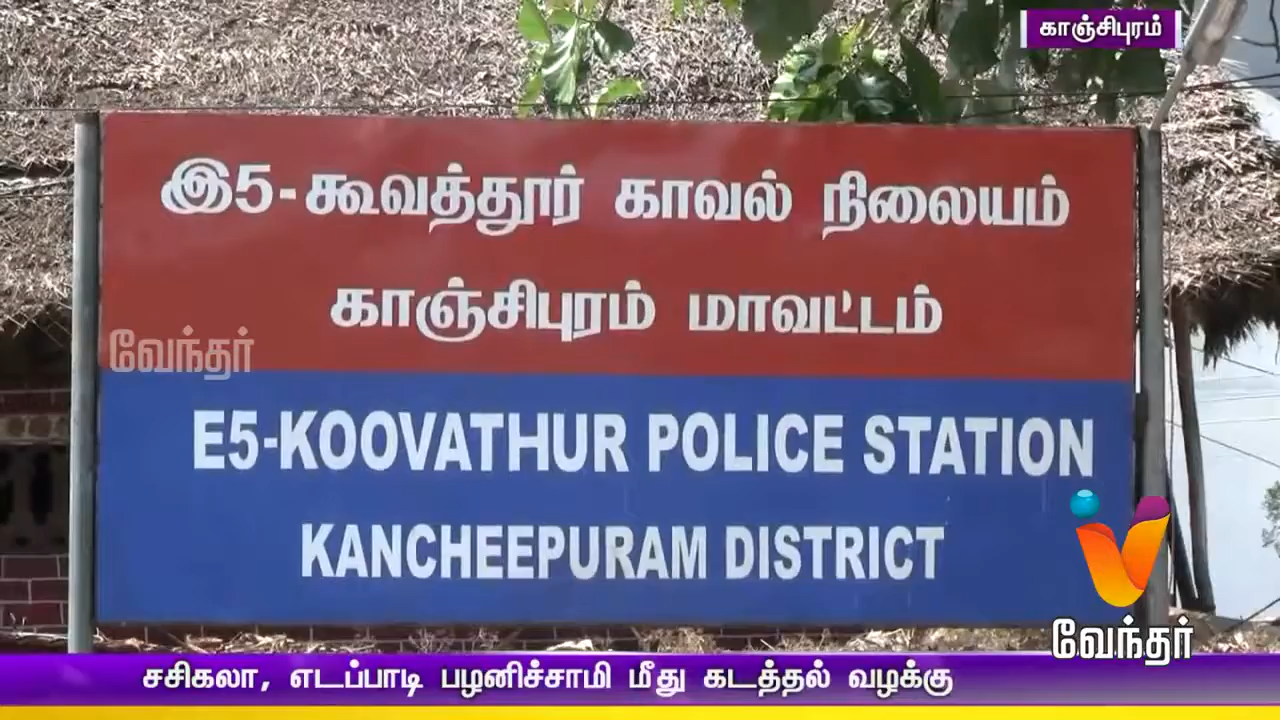 காஞ்சிபுரம்
இ5-கூவத்தூர் காவல் நிலையம்
காஞ்சிபுரம் மாவட்டம்
வேந்தர்
E5-KOOVATHUR POLICE STATION
KANCHEEPURAM DISTRICT
வேந்தர்
சசிகலா, எடப்பாடி பழனிச்சாமி மீது கடத்தல் வழக்கு